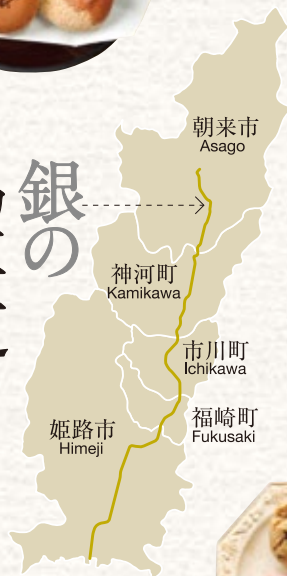 朝来市
Asago
銀の
神河町
Kamikawa
市川町
Ichikawa
福崎町
Fukusaki
姫路市
Himeji